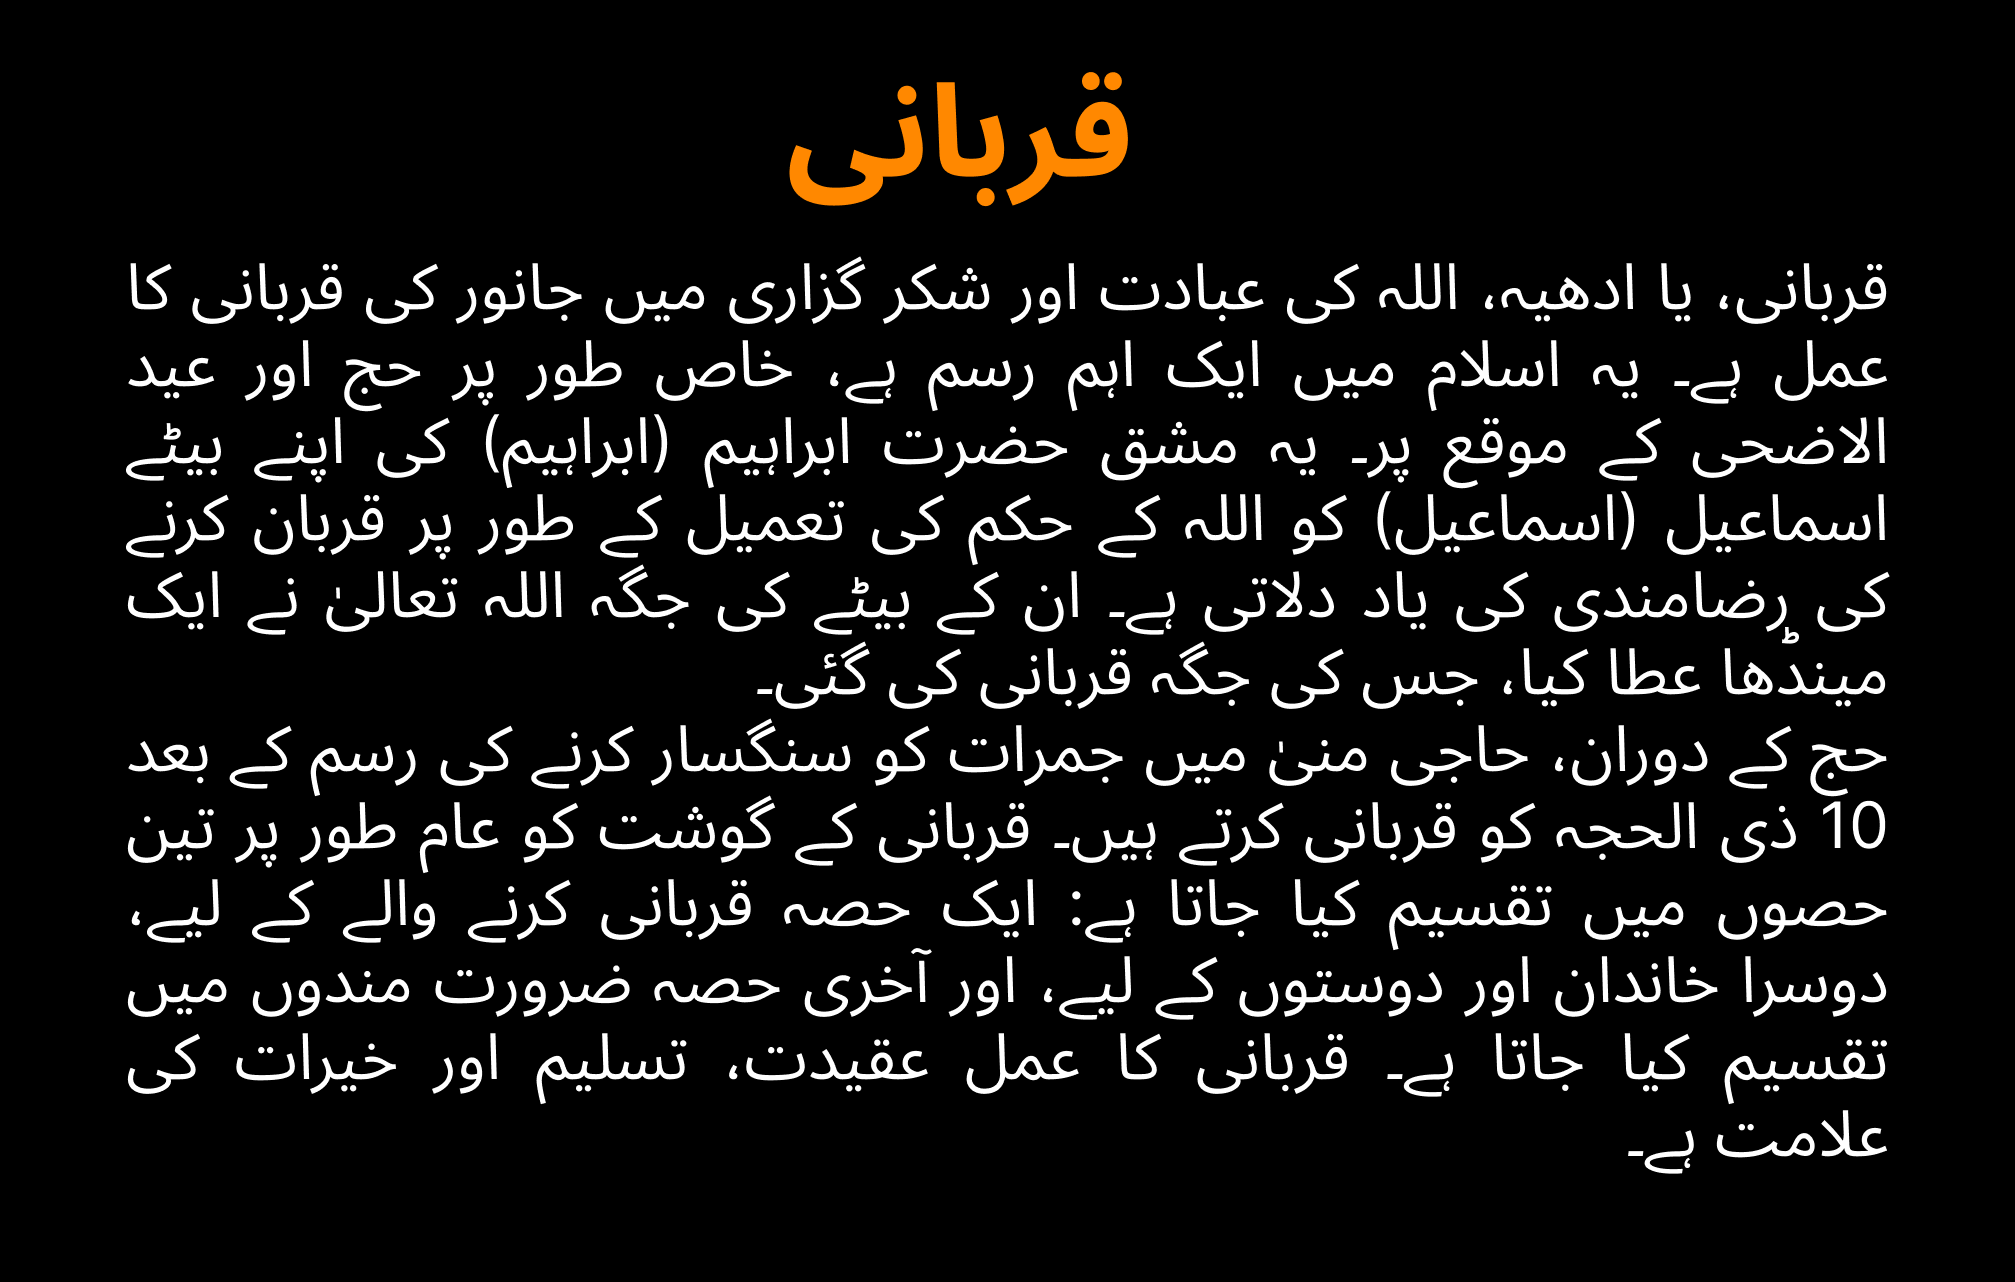 قربانی
قربانی، یا ادھیہ، اللہ کی عبادت اور شکر گزاری میں جانور کی قربانی کا
عمل ہے۔ یہ اسلام میں ایک اہم رسم ہے، خاص طور پر حج اور عید
الاضحی کے موقع پر۔ یہ مشق حضرت ابراہیم (ابراہیم) کی اپنے بیٹے
اسماعیل (اسماعیل) کو اللہ کے حکم کی تعمیل کے طور پر قربان کرنے
کی رضامندی کی یاد دلاتی ہے۔ ان کے بیٹے کی جگہ اللہ تعالیٰ نے ایک
مینڈھا عطا کیا، جس کی جگہ قربانی کی گئی۔
حج کے دوران، حاجی منیٰ میں جمرات کو سنگسار کرنے کی رسم کے بعد
10 ذی الحجہ کو قربانی کرتے ہیں۔ قربانی کے گوشت کو عام طور پر تین
حصوں میں تقسیم کیا جاتا ہے: ایک حصہ قربانی کرنے والے کے لیے،
دوسرا خاندان اور دوستوں کے لیے، اور آخری حصہ ضرورت مندوں میں
تقسیم کیا جاتا ہے۔ قربانی کا عمل عقیدت، تسلیم اور خیرات کی
علامت ہے۔